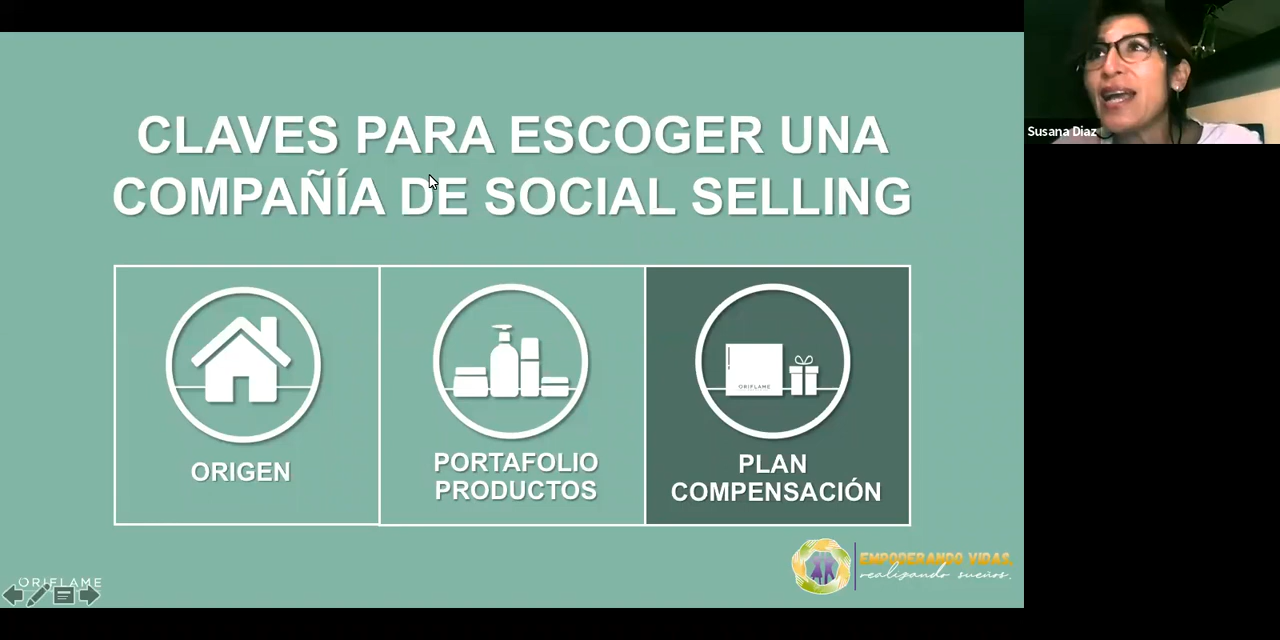 CLAVES PARA ESCOGER UNA
COMPAÑÍA DE SOCIAL SELLING
ORIFLAME
ORIGEN
PORTAFOLIO
PRODUCTOS
PLAN
COMPENSACIÓN
EMPODERANDO VIDAS,
realizando sueños.
ORIFLAME
Susana Diaz